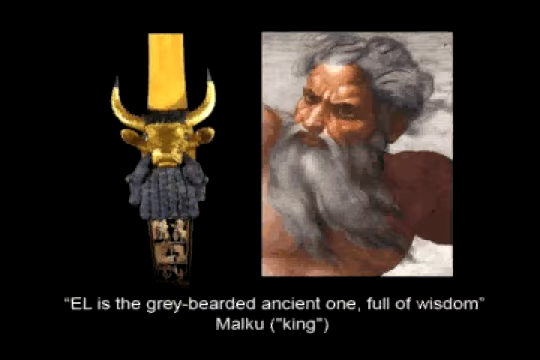 “EL is the grey-bearded ancient one, full of wisdom”
Malku ("king")